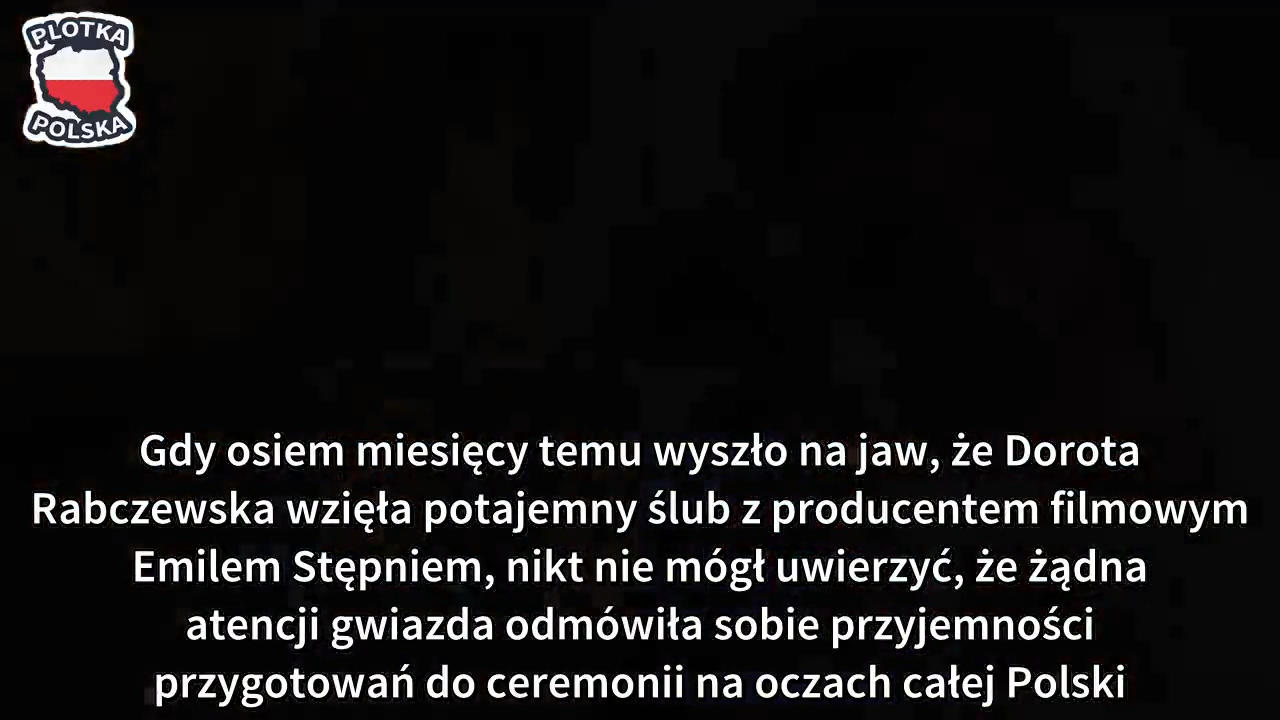 PLOTKA
POLSKA
Gdy osiem miesięcy temu wyszło na jaw, że Dorota
Rabczewska wzięła potajemny ślub z producentem filmowym
Emilem Stępniem, nikt nie mógł uwierzyć, że żądna
atencji gwiazda odmówiła sobie przyjemności
przygotowań do ceremonii na oczach całej Polski